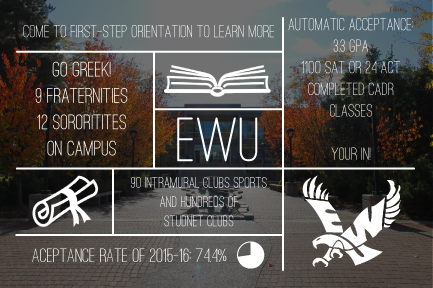 COME TO FIRST-STEP ORIENTATION TO LEARN MORE
AUTOMATIC ACCEPTANCE:
3.3 GPA
1100 SAT OR 24 ACT
COMPLETED CADR
CLASSES
YOUR IN!
GO GREEK!
9 FRATERNITIES
12 SORORITITES
ON CAMPUS
EWU
90 INTRAMURAL CLUBS SPORTS
AND HUNDREDS OF
STUDNET CLUBS
ACEPTANCE RATE OF 2015-16: 74.4%
EW